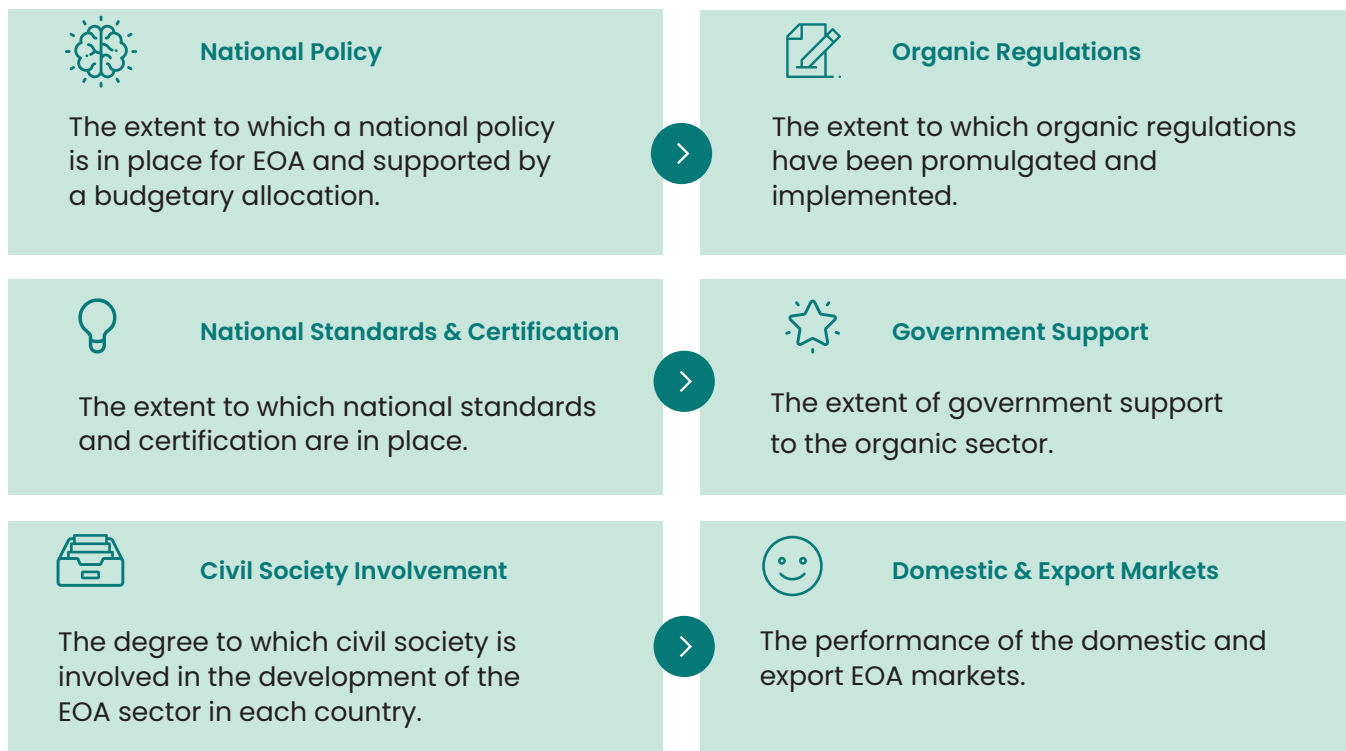 National Policy
The extent to which a national policy
is in place for EOA and supported by
a budgetary allocation.
Organic Regulations
The extent to which organic regulations
have been promulgated and
implemented.
National Standards & Certification
The extent to which national standards
and certification are in place.
Government Support
The extent of government support
to the organic sector.
Civil Society Involvement
The degree to which civil society is
involved in the development of the
EOA sector in each country.
Domestic & Export Markets
The performance of the domestic and
export EOA markets.